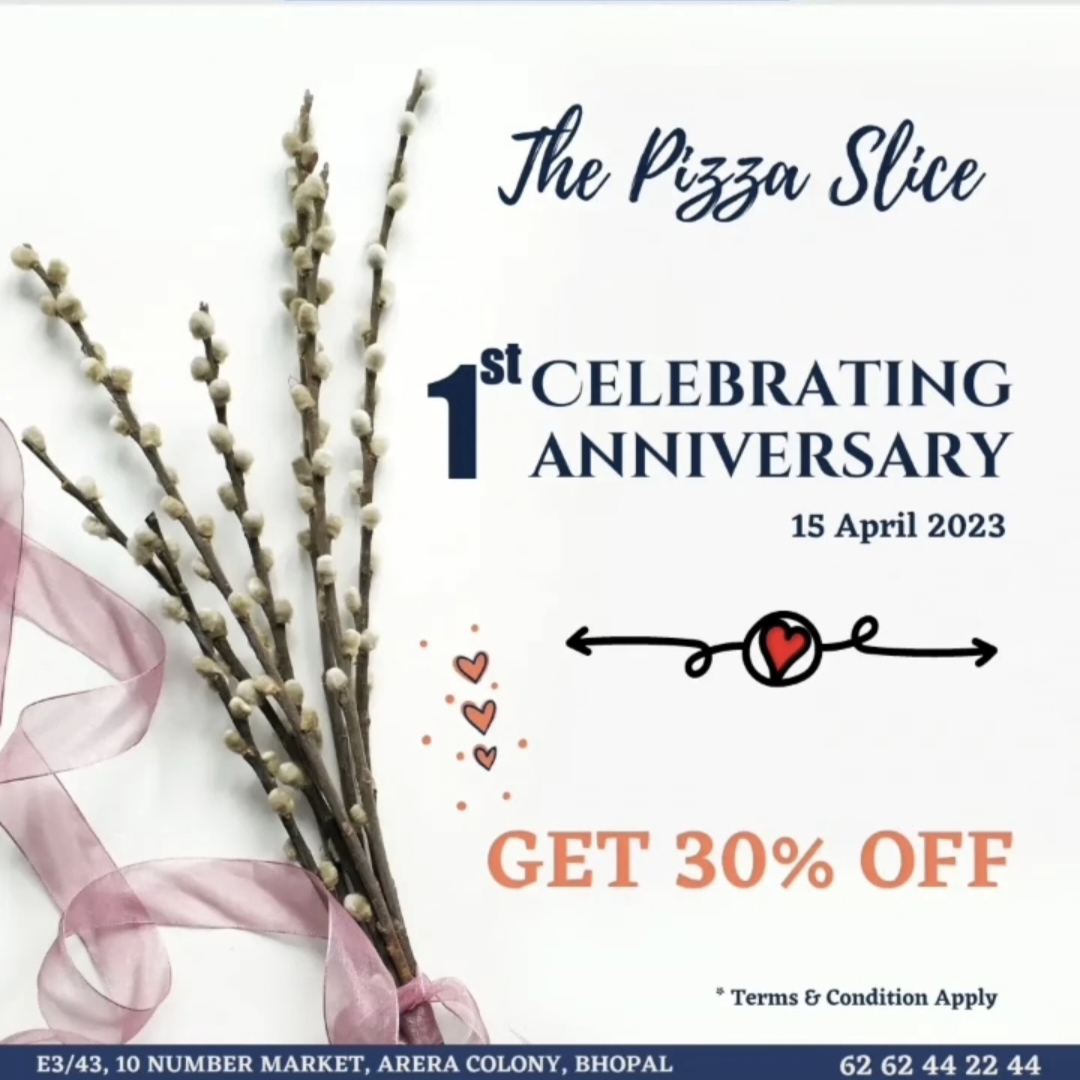 The Pizza Slice
1st CELEBRATING
ANNIVERSARY
15 April 2023
GET 30% OFF
* Terms & Condition Apply
E3/43, 10 NUMBER MARKET, ARERA COLONY, BHOPAL
62 62 44 22 44